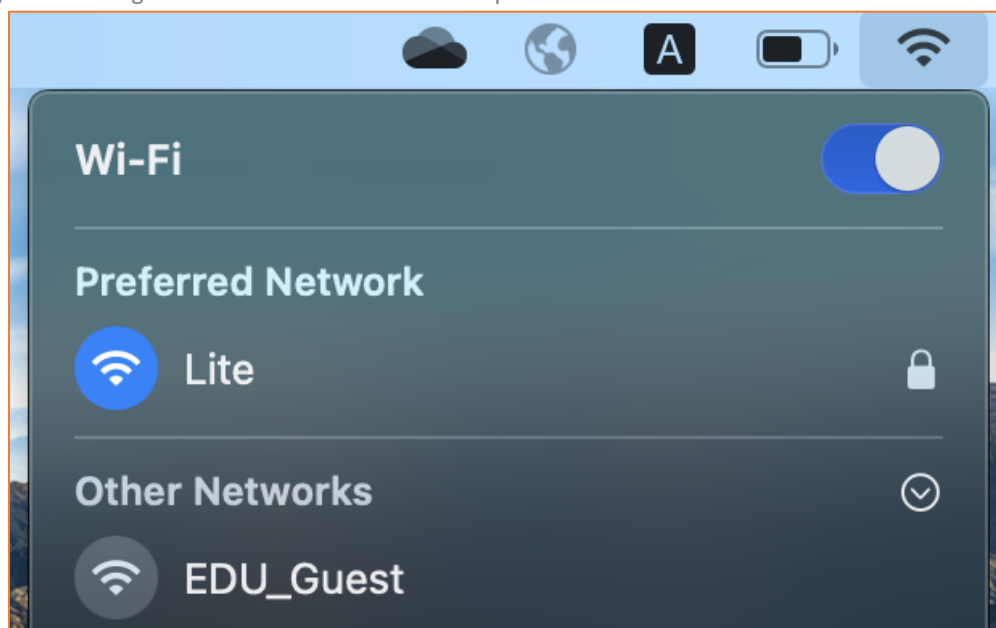 A
Wi-Fi
Preferred Network
Lite
Other Networks
EDU_Guest